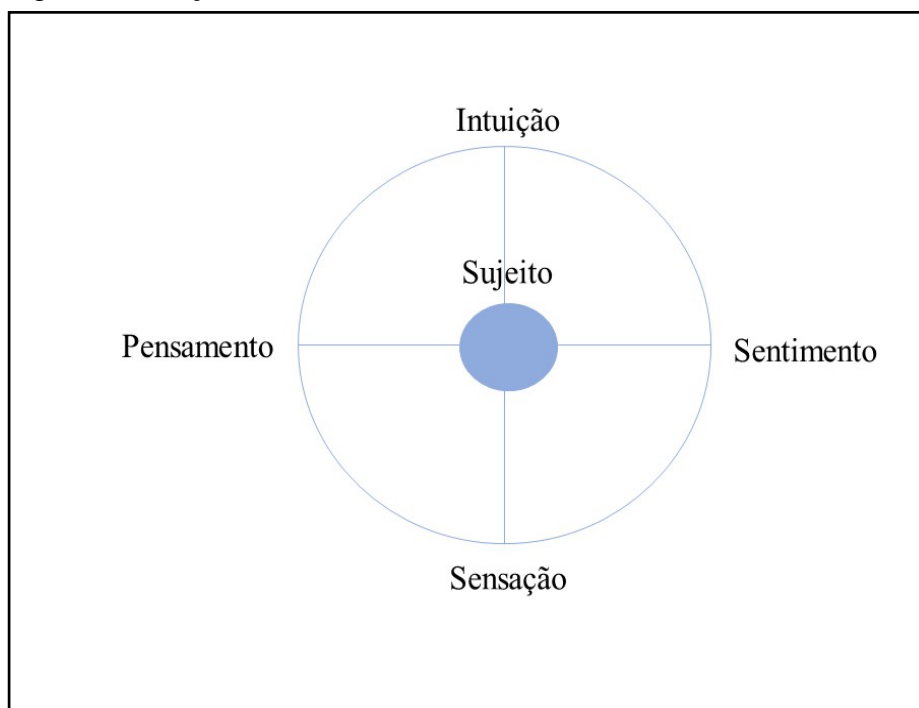 Intuição
Sujeito
Pensamento
Sentimento
Sensação